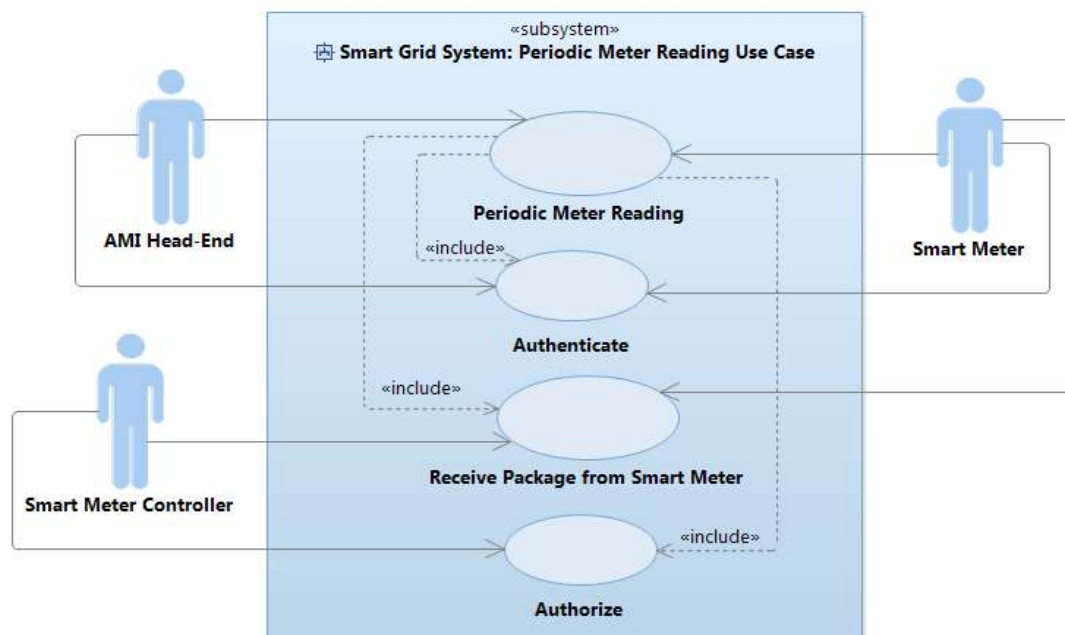 «subsystem»
Smart Grid System: Periodic Meter Reading Use Case
AMI Head-End
Periodic Meter Reading
Smart Meter
«include»
Authenticate
«include»
Receive Package from Smart Meter
Smart Meter Controller
«include»
Authorize